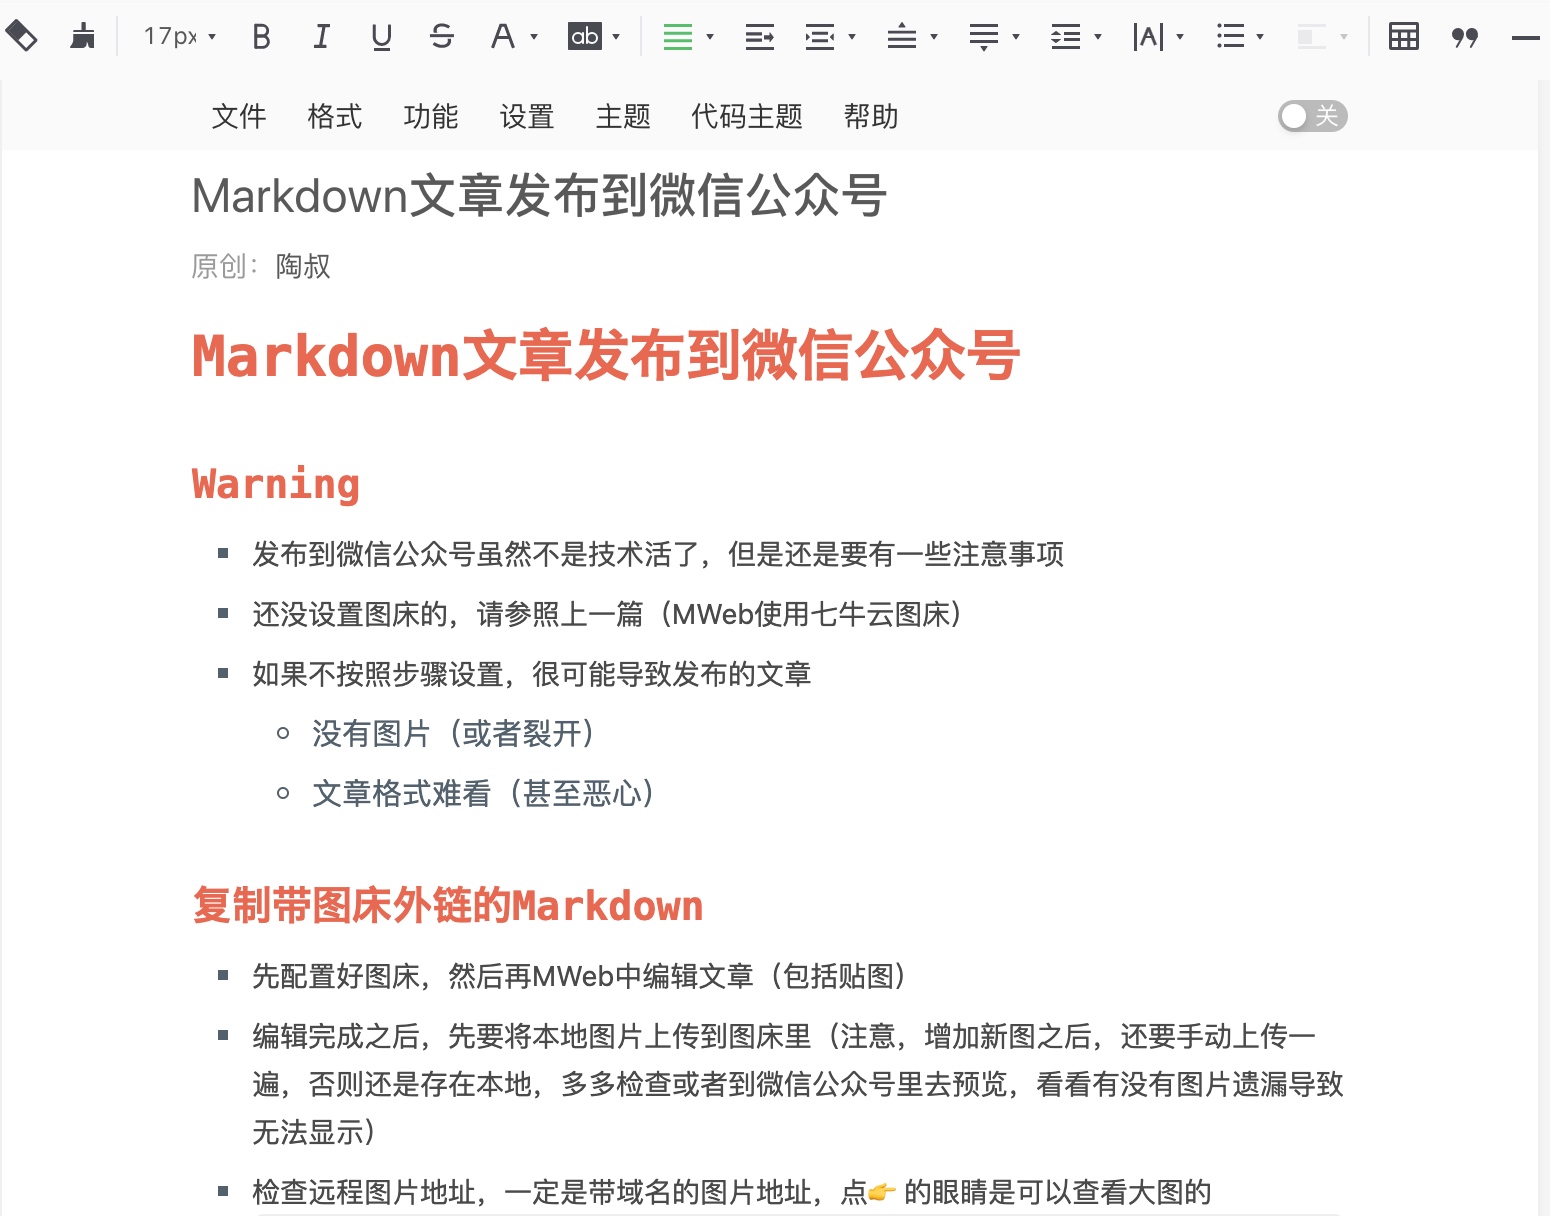 17px B I U S A ab |A|
文件 格式 功能 设置 主题 代码主题 帮助 关
Markdown文章发布到微信公众号
原创： 陶叔
Markdown文章发布到微信公众号
Warning
发布到微信公众号虽然不是技术活了，但是还是要有一些注意事项
还没设置图床的，请参照上一篇（MWeb使用七牛云图床）
如果不按照步骤设置，很可能导致发布的文章
没有图片（或者裂开）
文章格式难看（甚至恶心）
复制带图床外链的Markdown
先配置好图床，然后再MWeb中编辑文章（包括贴图）
编辑完成之后，先要将本地图片上传到图床里（注意，增加新图之后，还要手动上传一
遍，否则还是存在本地，多多检查或者到微信公众号里去预览，看看有没有图片遗漏导致
无法显示）
检查远程图片地址，一定是带域名的图片地址，点👉 的眼睛是可以查看大图的